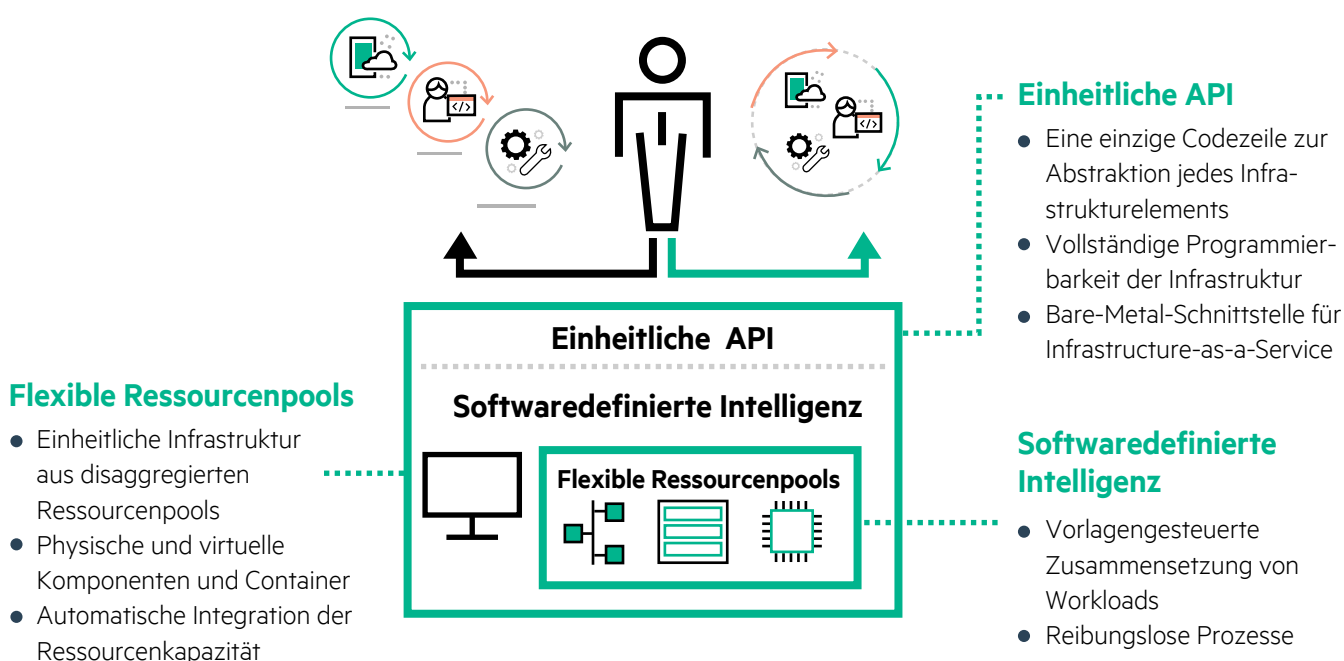 </>
</>
Einheitliche API
Softwaredefinierte Intelligenz
Flexible Ressourcenpools
Flexible Ressourcenpools
Einheitliche Infrastruktur
aus disaggregierten
Ressourcenpools
Physische und virtuelle
Komponenten und Container
Automatische Integration der
Ressourcenkapazität
Einheitliche API
Eine einzige Codezeile zur
Abstraktion jedes Infra-
strukturelements
Vollständige Programmier-
barkeit der Infrastruktur
Bare-Metal-Schnittstelle für
Infrastructure-as-a-Service
Softwaredefinierte
Intelligenz
Vorlagengesteuerte
Zusammensetzung von
Workloads
Reibungslose Prozesse